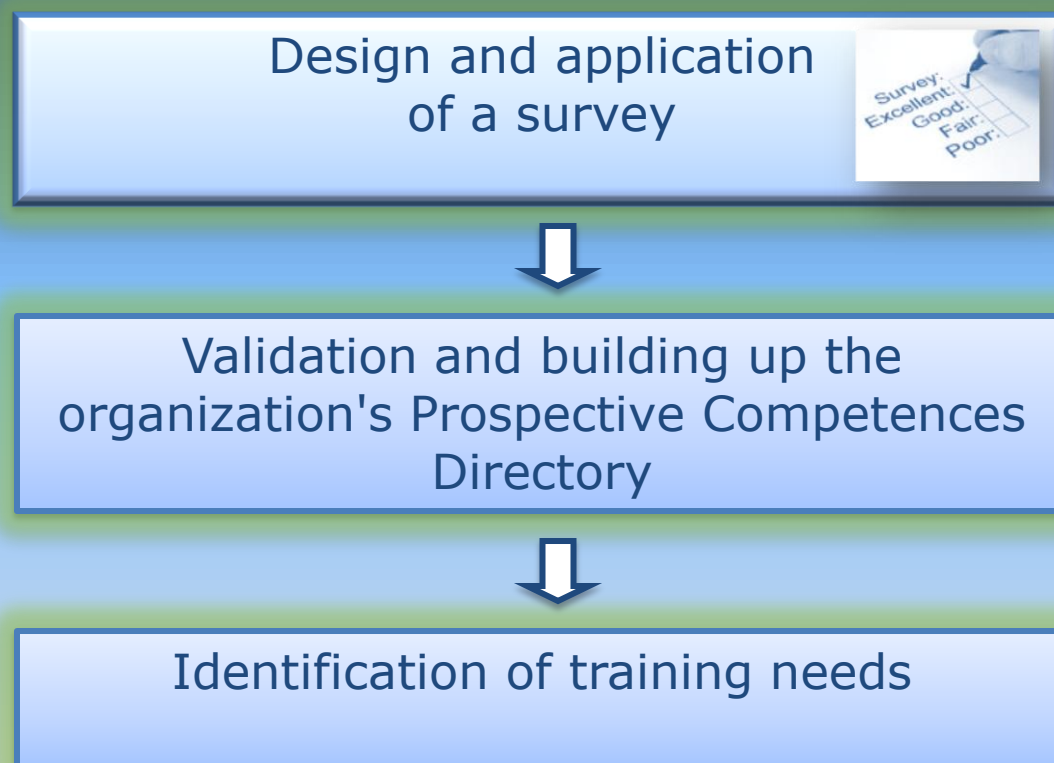 Design and application
of a survey
Survey:
Excellent:
Good:
Fair:
Poor:
Validation and building up the
organization's Prospective Competences
Directory
Identification of training needs